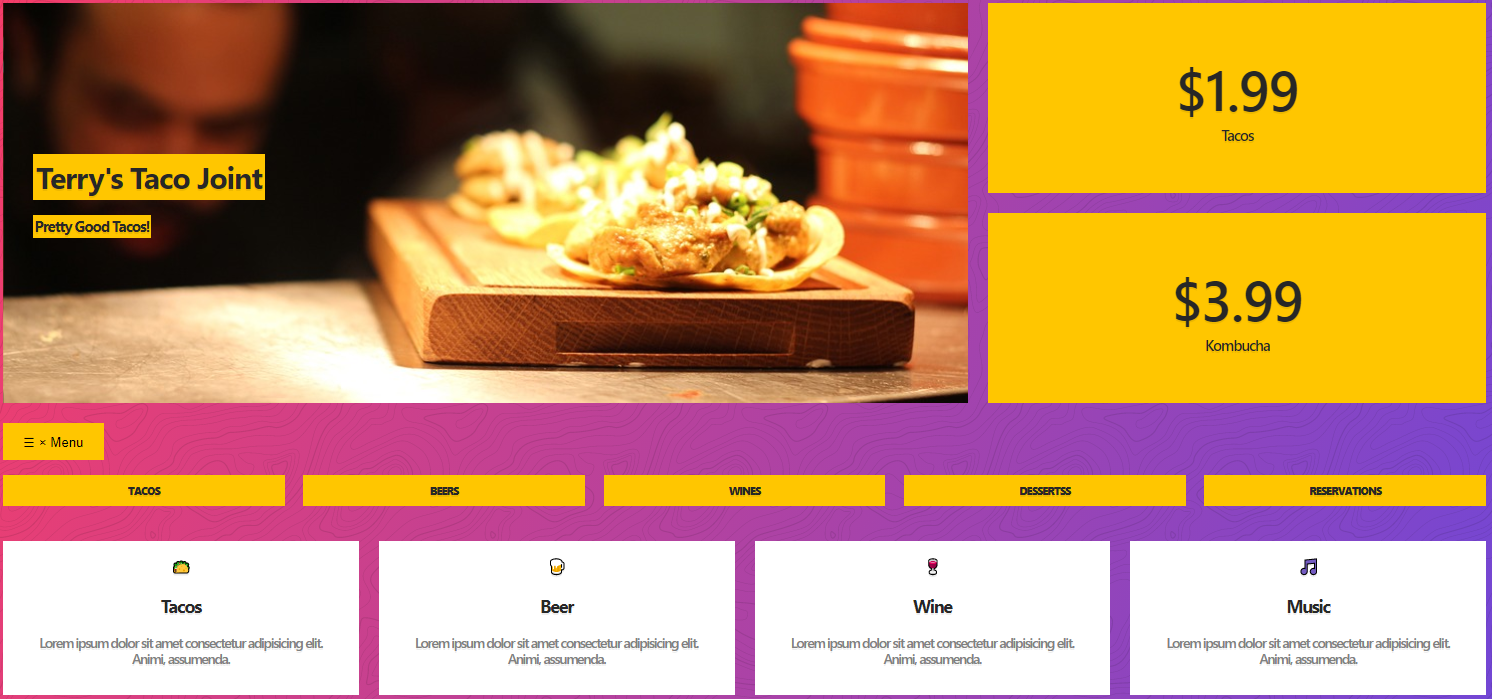 Terry's Taco Joint
Pretty Good Tacos!
$1.99
Tacos
$3.99
Kombucha
☰ × Menu
TACOS
BEERS
WINES
DESSERTSS
RESERVATIONS
Tacos
Lorem ipsum dolor sit amet consectetur adipisicing elit.
Animi, assumenda.
Beer
Lorem ipsum dolor sit amet consectetur adipisicing elit.
Animi, assumenda.
Wine
Lorem ipsum dolor sit amet consectetur adipisicing elit.
Animi, assumenda.
Music
Lorem ipsum dolor sit amet consectetur adipisicing elit.
Animi, assumenda.